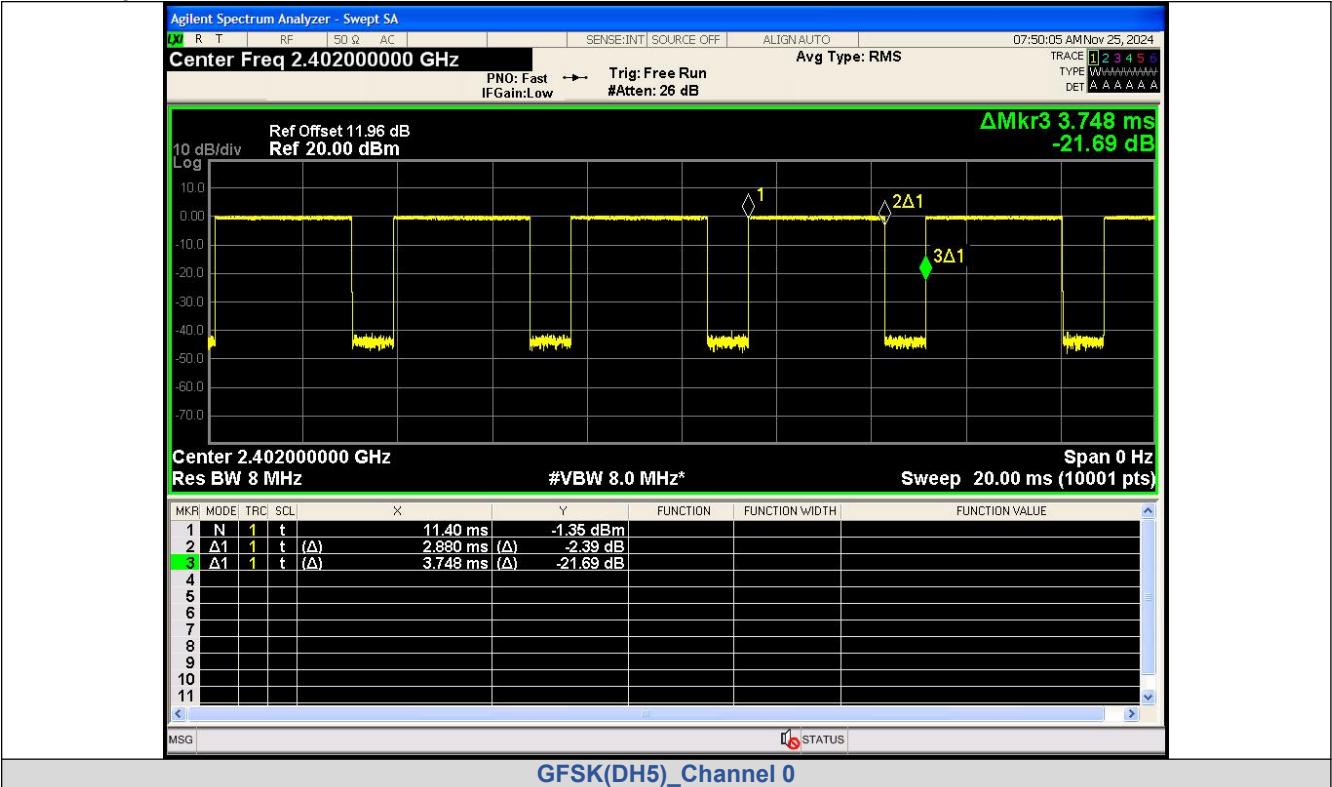 Agilent Spectrum Analyzer - Swept SA
LXI R T RF 50 Ω AC SENSE:INT SOURCE OFF ALIGN AUTO 07:50:05 AM Nov 25, 2024
Center Freq 2.402000000 GHz Avg Type: RMS TRACE 1 2 3 4 5 6
PNO: Fast Trig: Free Run TYPE W
IFGain:Low #Atten: 26 dB DET A A A A A A
ΔMkr3 3.748 ms
Ref Offset 11.96 dB
10 dB/div Ref 20.00 dBm -21.69 dB
Log
10.0
1
0.00
2Δ1
-10.0
3Δ1
-20.0
-30.0
-40.0
-50.0
-60.0
-70.0
Center 2.402000000 GHz Span 0 Hz
Res BW 8 MHz #VBW 8.0 MHz* Sweep 20.00 ms (10001 pts)
MKR MODE TRC SCL X Y FUNCTION FUNCTION WIDTH FUNCTION VALUE
1 N 1 t 11.40 ms -1.35 dBm
2 Δ1 1 t (Δ) 2.880 ms (Δ) -2.39 dB
3 Δ1 1 t (Δ) 3.748 ms (Δ) -21.69 dB
4
5
6
7
8
9
10
11
MSG STATUS
GFSK(DH5)_Channel 0